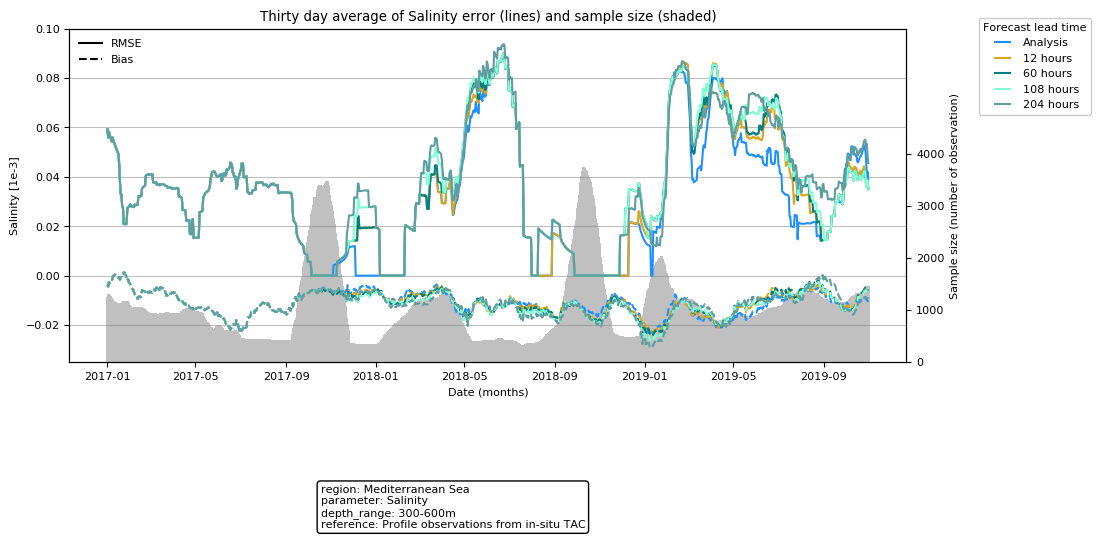 Thirty day average of Salinity error (lines) and sample size (shaded)
RMSE
Bias
Forecast lead time
Analysis
12 hours
60 hours
108 hours
204 hours
Salinity [1e-3]
0.10
0.08
0.06
0.04
0.02
0.00
−0.02
Sample size (number of observation)
4000
3000
2000
1000
0
2017-01 2017-05 2017-09 2018-01 2018-05 2018-09 2019-01 2019-05 2019-09
Date (months)
region: Mediterranean Sea
parameter: Salinity
depth_range: 300-600m
reference: Profile observations from in-situ TAC